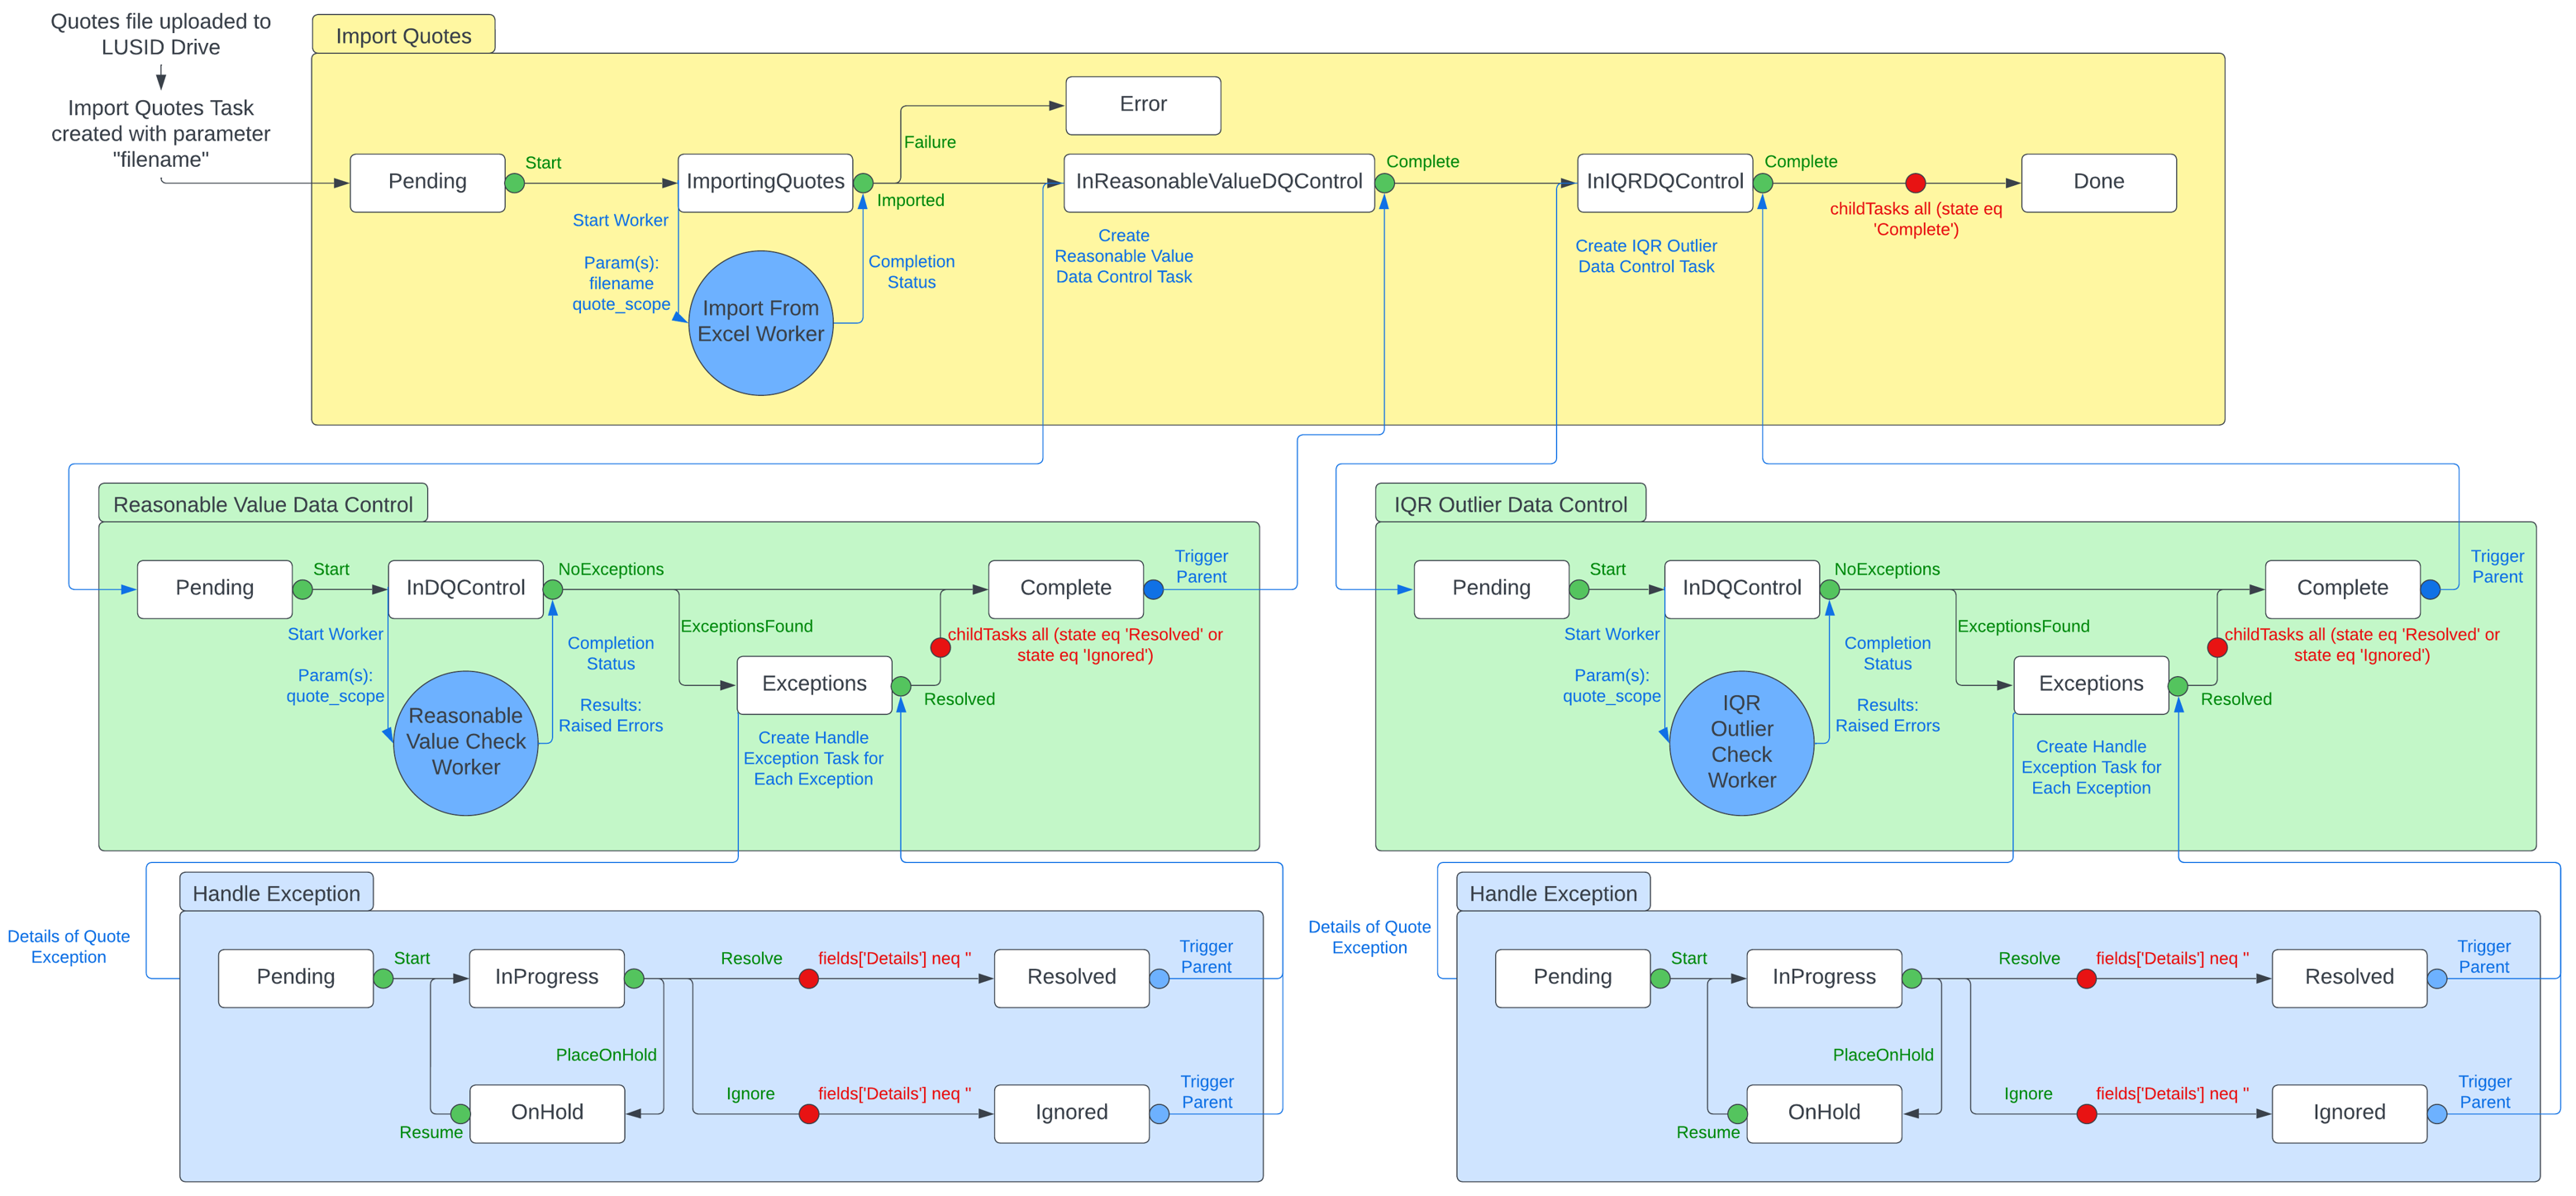 Quotes file uploaded to
LUSID Drive
Import Quotes Task
created with parameter
"filename"
Import Quotes
Error
Failure
Pending
Start
ImportingQuotes
Imported
InReasonableValueDQControl
Complete
InIQRDQControl
Complete
childTasks all (state eq
'Complete')
Done
Start Worker
Param(s):
filename
quote_scope
Import From
Excel Worker
Completion
Status
Create
Reasonable Value
Data Control Task
Create IQR Outlier
Data Control Task
Reasonable Value Data Control
Pending
Start
InDQControl
NoExceptions
ExceptionsFound
Complete
Trigger
Parent
childTasks all (state eq 'Resolved' or
state eq 'Ignored')
Start Worker
Param(s):
quote_scope
Reasonable
Value Check
Worker
Completion
Status
Results:
Raised Errors
Exceptions
Resolved
Create Handle
Exception Task for
Each Exception
IQR Outlier Data Control
Pending
Start
InDQControl
NoExceptions
ExceptionsFound
Complete
Trigger
Parent
childTasks all (state eq 'Resolved' or
state eq 'Ignored')
Start Worker
Param(s):
quote_scope
IQR
Outlier
Check
Worker
Completion
Status
Results:
Raised Errors
Exceptions
Resolved
Create Handle
Exception Task for
Each Exception
Details of Quote
Exception
Handle Exception
Pending
Start
InProgress
Resolve
fields['Details'] neq ''
Resolved
Trigger
Parent
PlaceOnHold
OnHold
Resume
Ignore
fields['Details'] neq ''
Ignored
Trigger
Parent
Details of Quote
Exception
Handle Exception
Pending
Start
InProgress
Resolve
fields['Details'] neq ''
Resolved
Trigger
Parent
PlaceOnHold
OnHold
Resume
Ignore
fields['Details'] neq ''
Ignored
Trigger
Parent